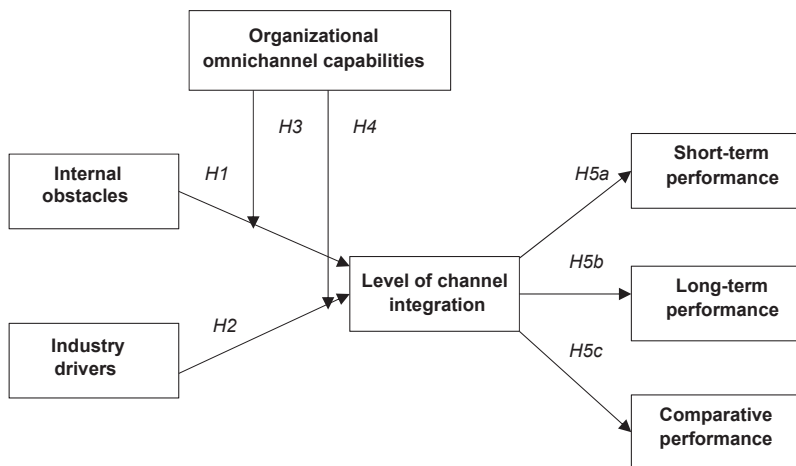 Organizational
omnichannel capabilities
H3
H4
Internal
obstacles
H1
Short-term
performance
H5a
Level of channel
integration
H5b
Long-term
performance
H2
Industry
drivers
H5c
Comparative
performance